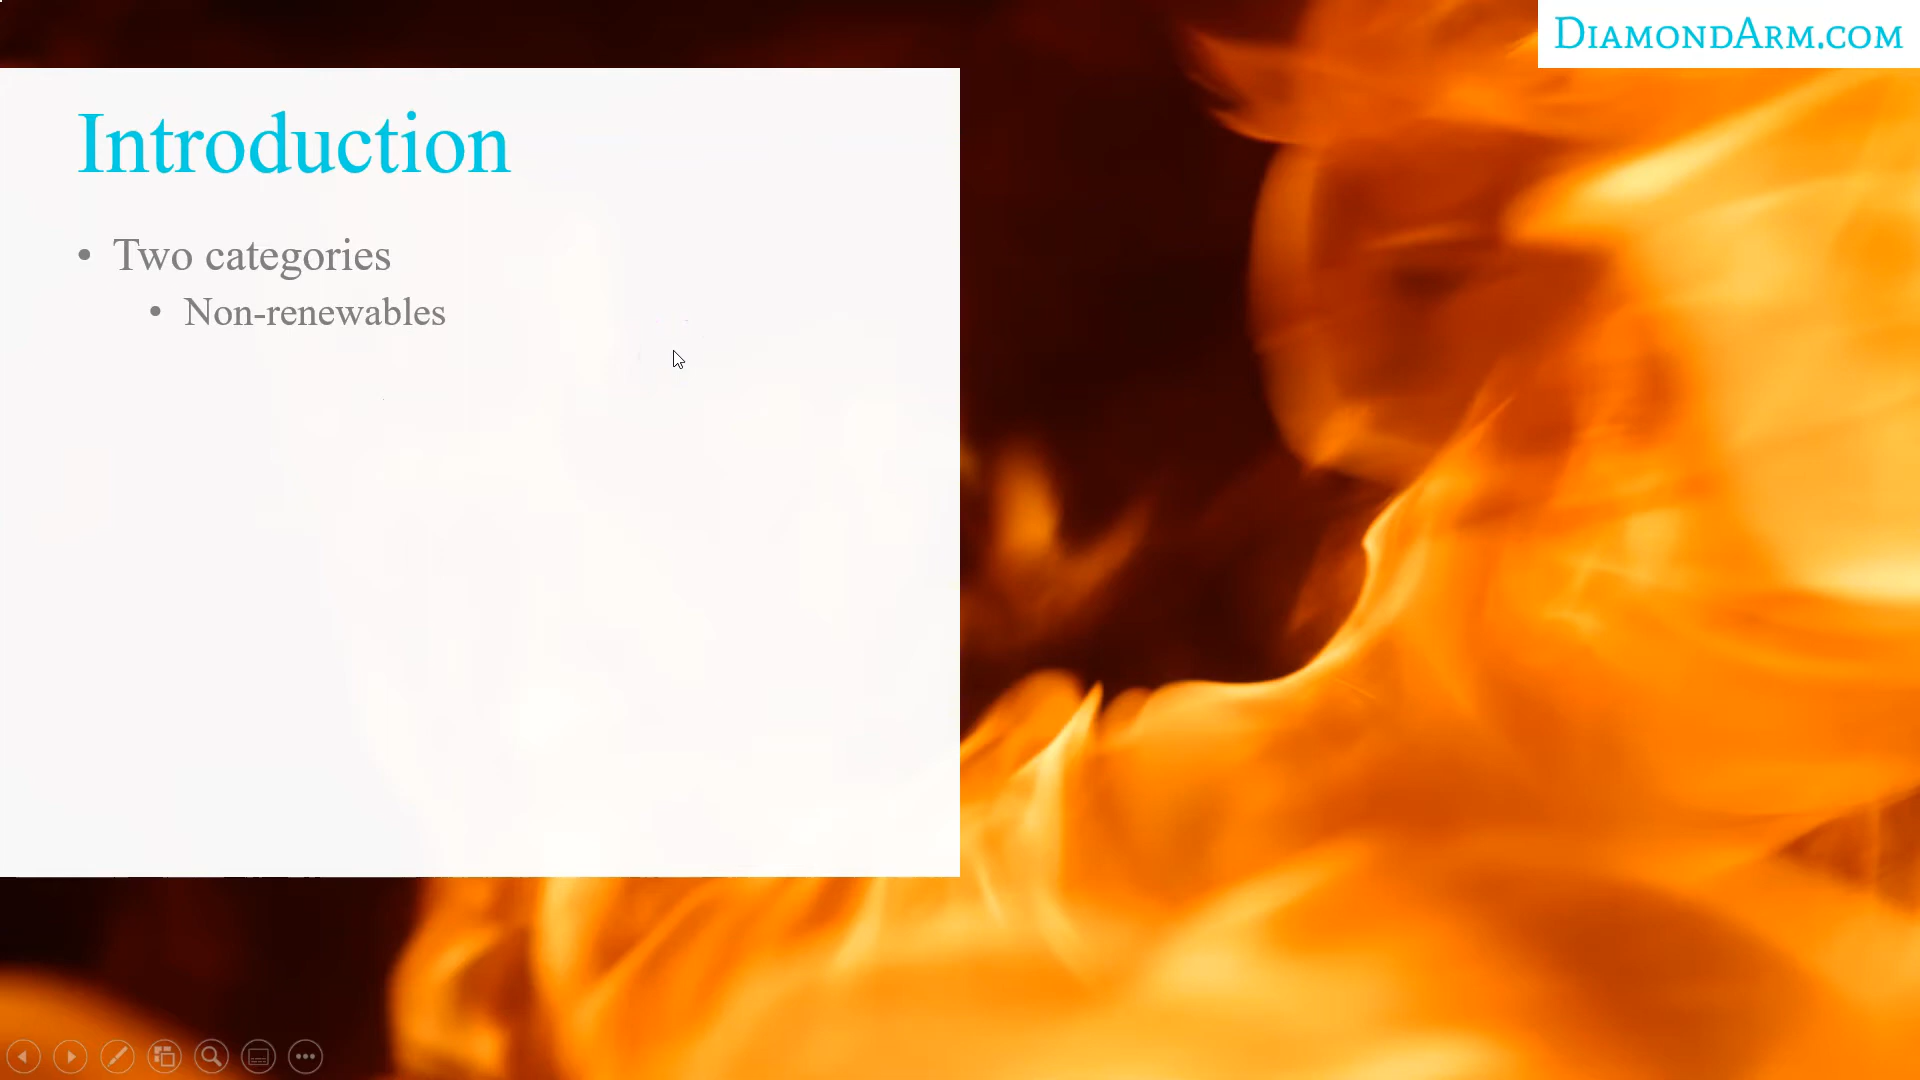 DiamondArm.com
Introduction
• Two categories
• Non-renewables